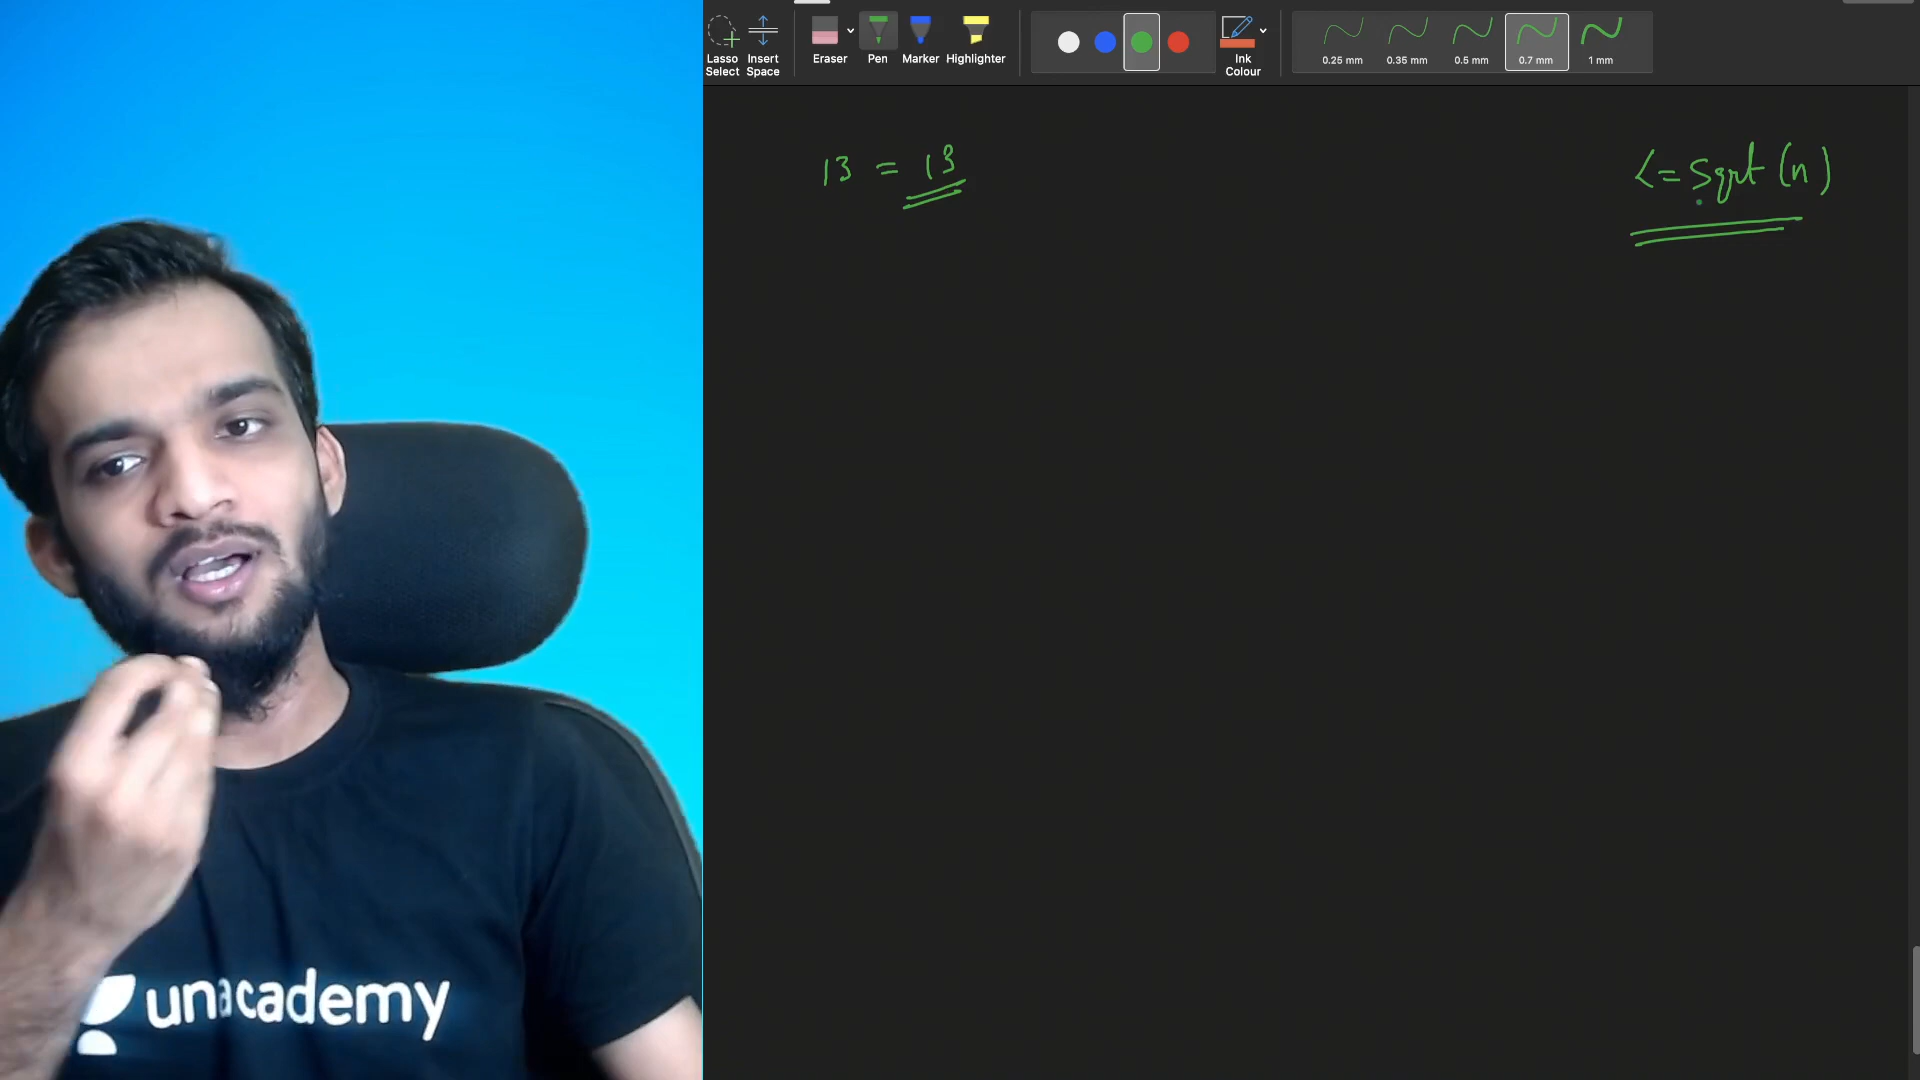 Lasso Select
Insert Space
Eraser
Pen
Marker
Highlighter
Ink Colour
0.25 mm
0.35 mm
0.5 mm
0.7 mm
1 mm
13 = 13
<= Sqrt (n)
unacademy